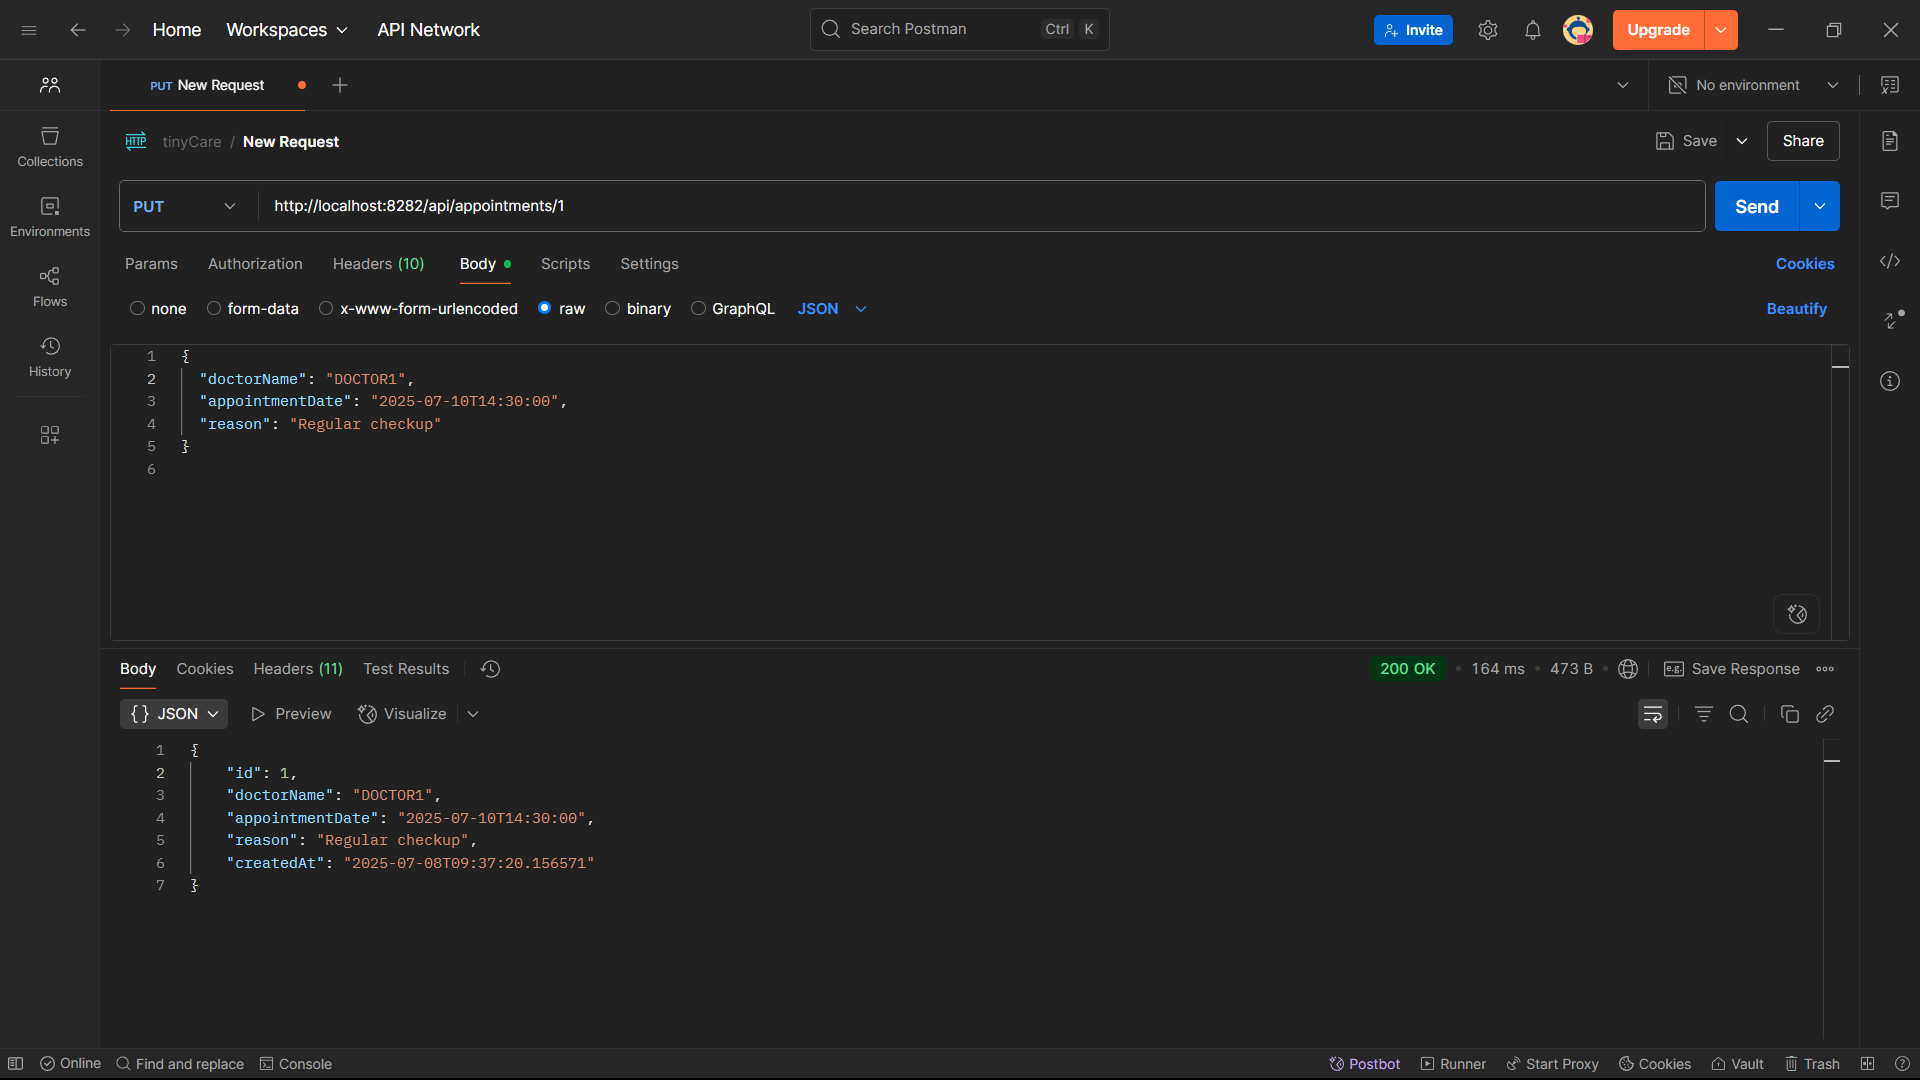 Home Workspaces API Network Search Postman Ctrl K Invite Upgrade
PUT New Request No environment
HTTP tinyCare / New Request Save Share
PUT http://localhost:8282/api/appointments/1 Send
Params Authorization Headers (10) Body Scripts Settings Cookies
none form-data x-www-form-urlencoded raw binary GraphQL JSON Beautify
Collections
Environments
Flows
History
1 {
2 "doctorName": "DOCTOR1",
3 "appointmentDate": "2025-07-10T14:30:00",
4 "reason": "Regular checkup"
5 }
6
Body Cookies Headers (11) Test Results 200 OK • 164 ms • 473 B • e.g. Save Response
{} JSON Preview Visualize
1 {
2 "id": 1,
3 "doctorName": "DOCTOR1",
4 "appointmentDate": "2025-07-10T14:30:00",
5 "reason": "Regular checkup",
6 "createdAt": "2025-07-08T09:37:20.156571"
7 }
Online Find and replace Console Postbot Runner Start Proxy Cookies Vault Trash